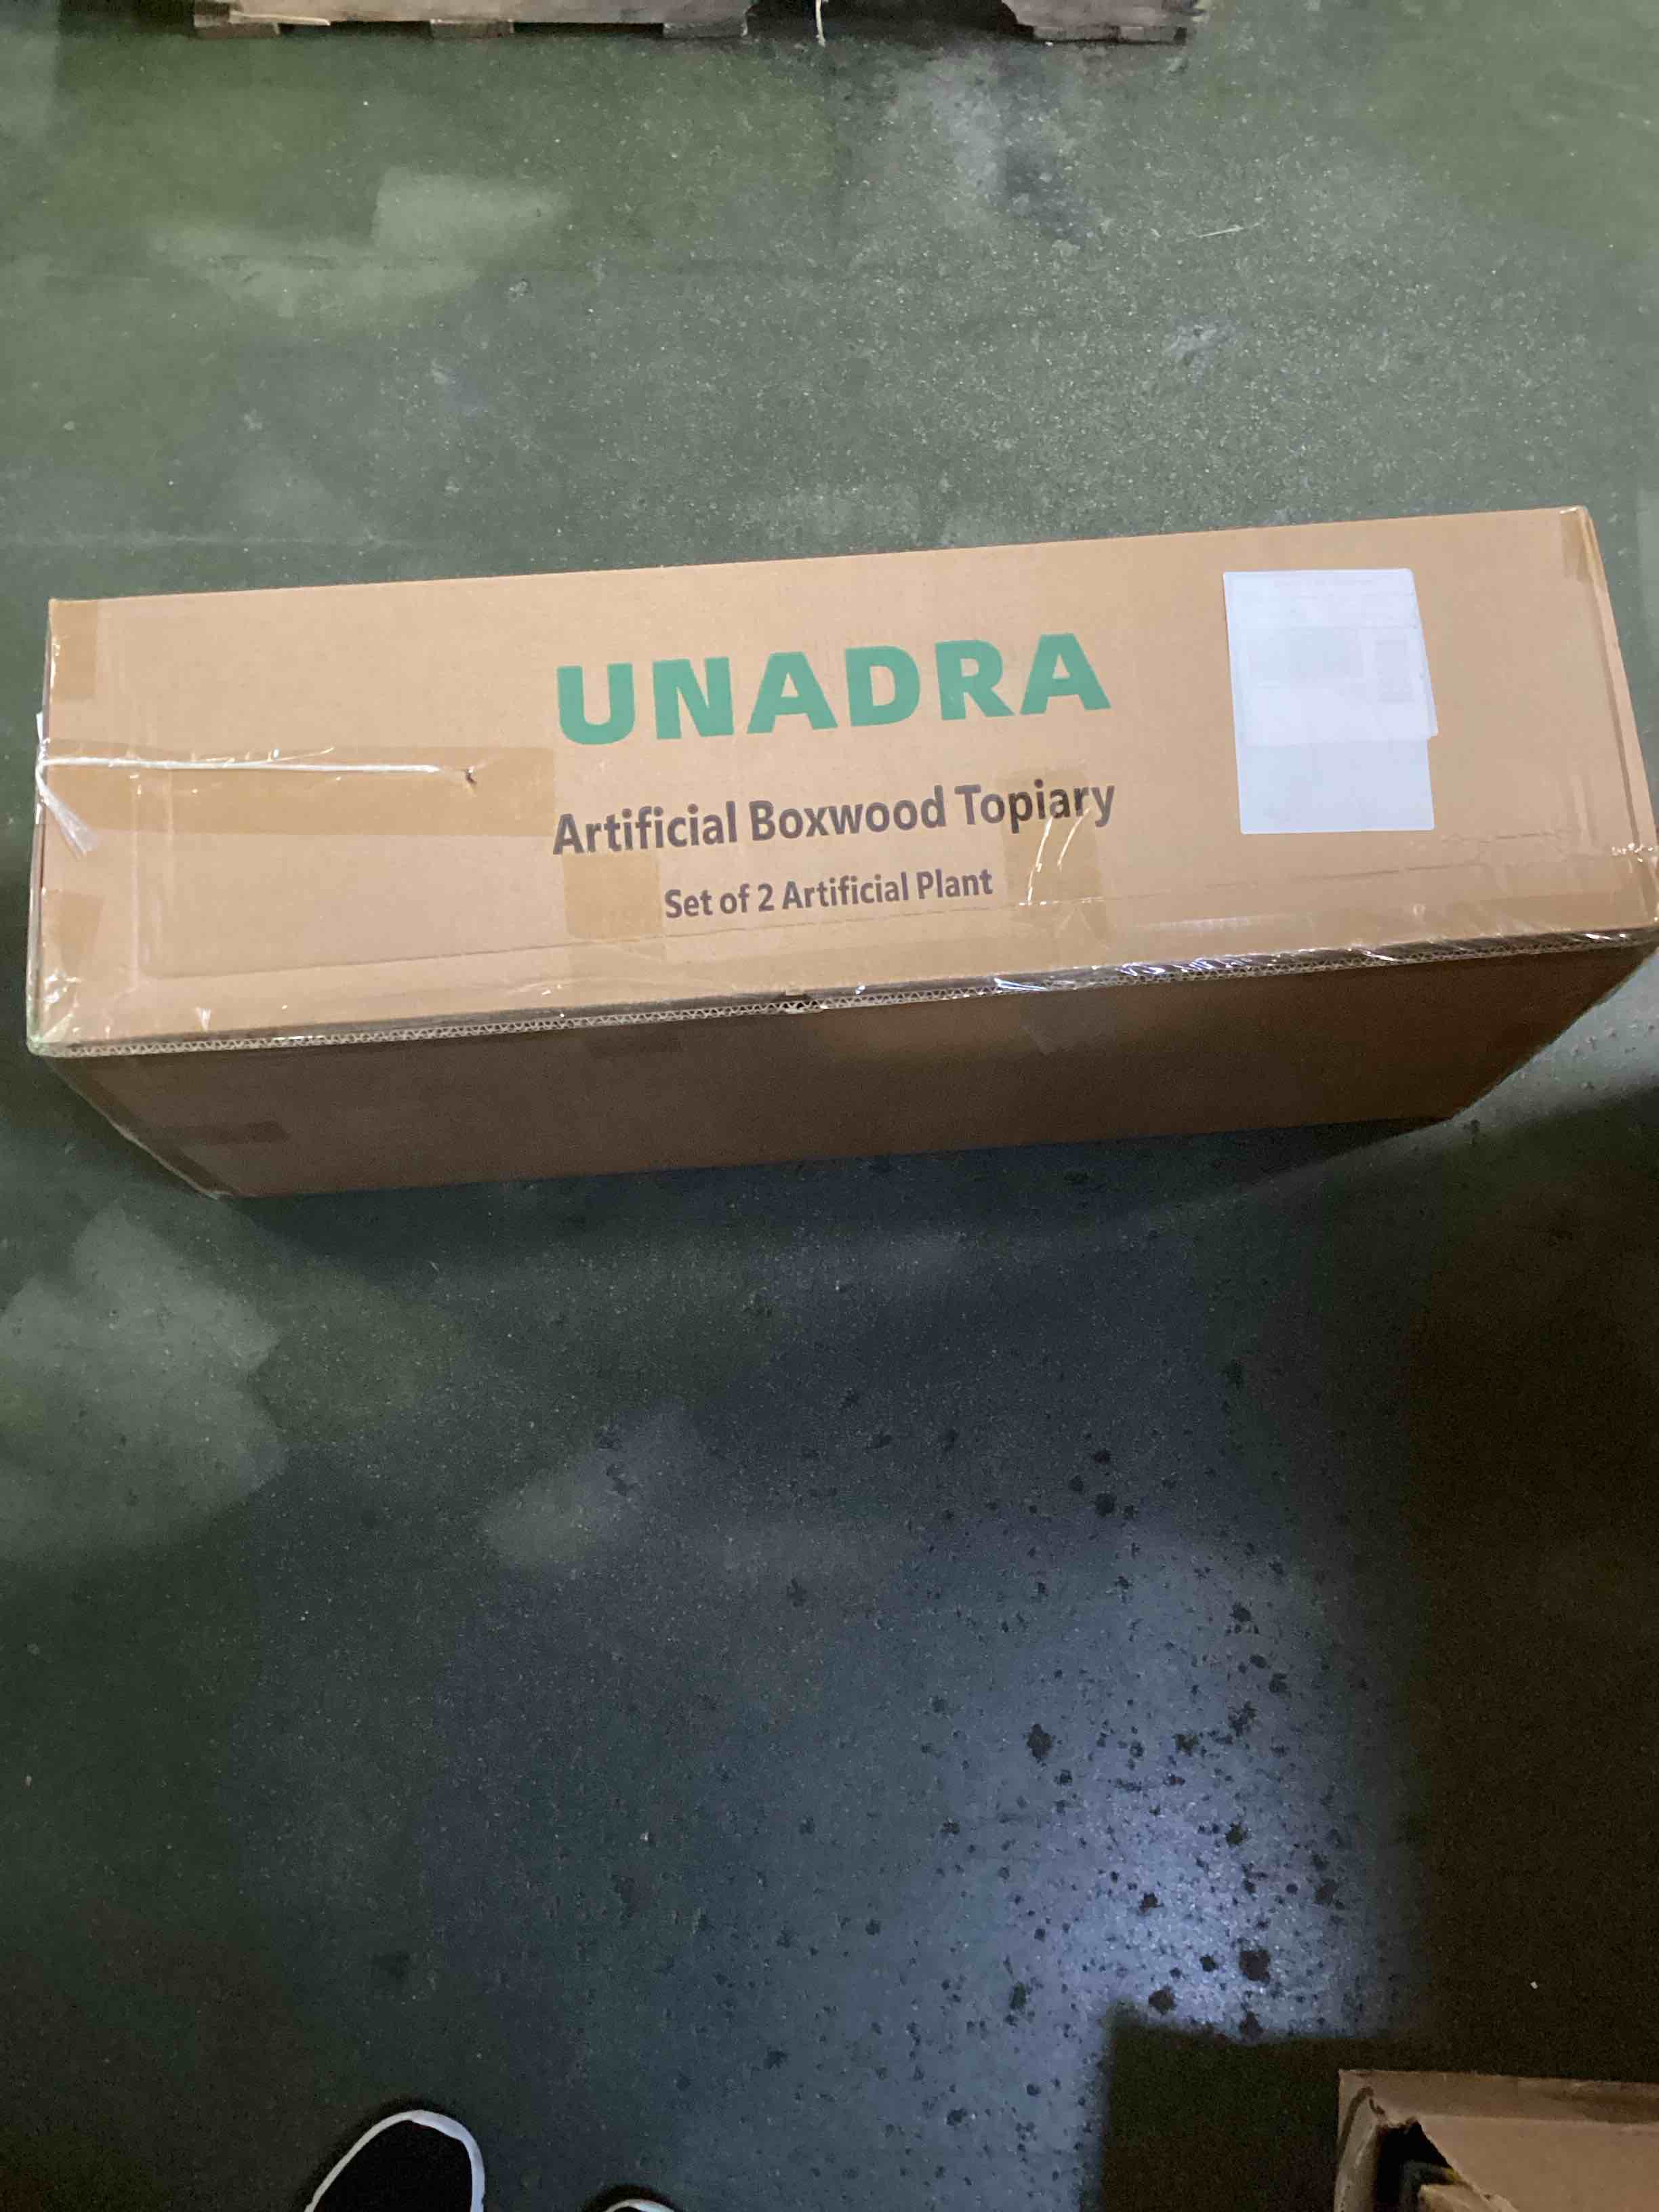 UNADRA
Artificial Boxwood Topiary
Set of 2 Artificial Plant